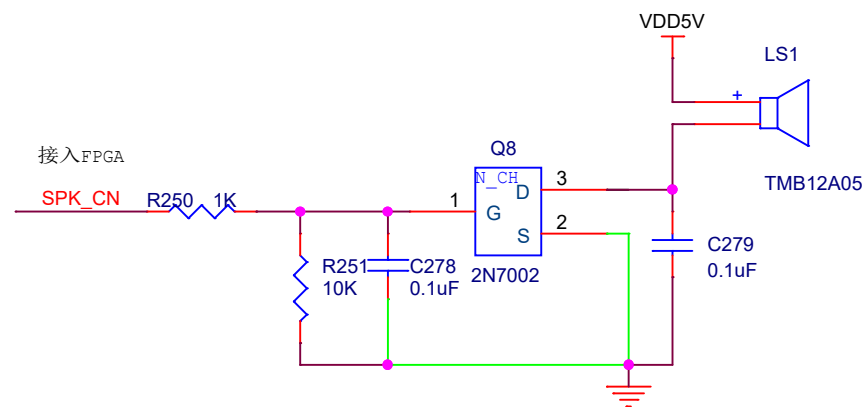 VDD5V
LS1
+
接入FPGA
Q8
SPK_CN
R250 1K
1
N_CH
D
G
S
3
2
TMB12A05
2N7002
R251
10K
C278
0.1uF
C279
0.1uF